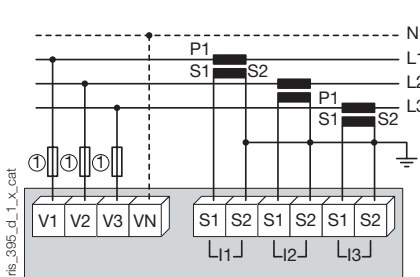 N
P1
L1
S1 S2
L2
P1
L3
S1 S2
① ① ①
V1 V2 V3 VN S1 S2 S1 S2 S1 S2
I1 I2 I3
ris_395_d_1_x_cat